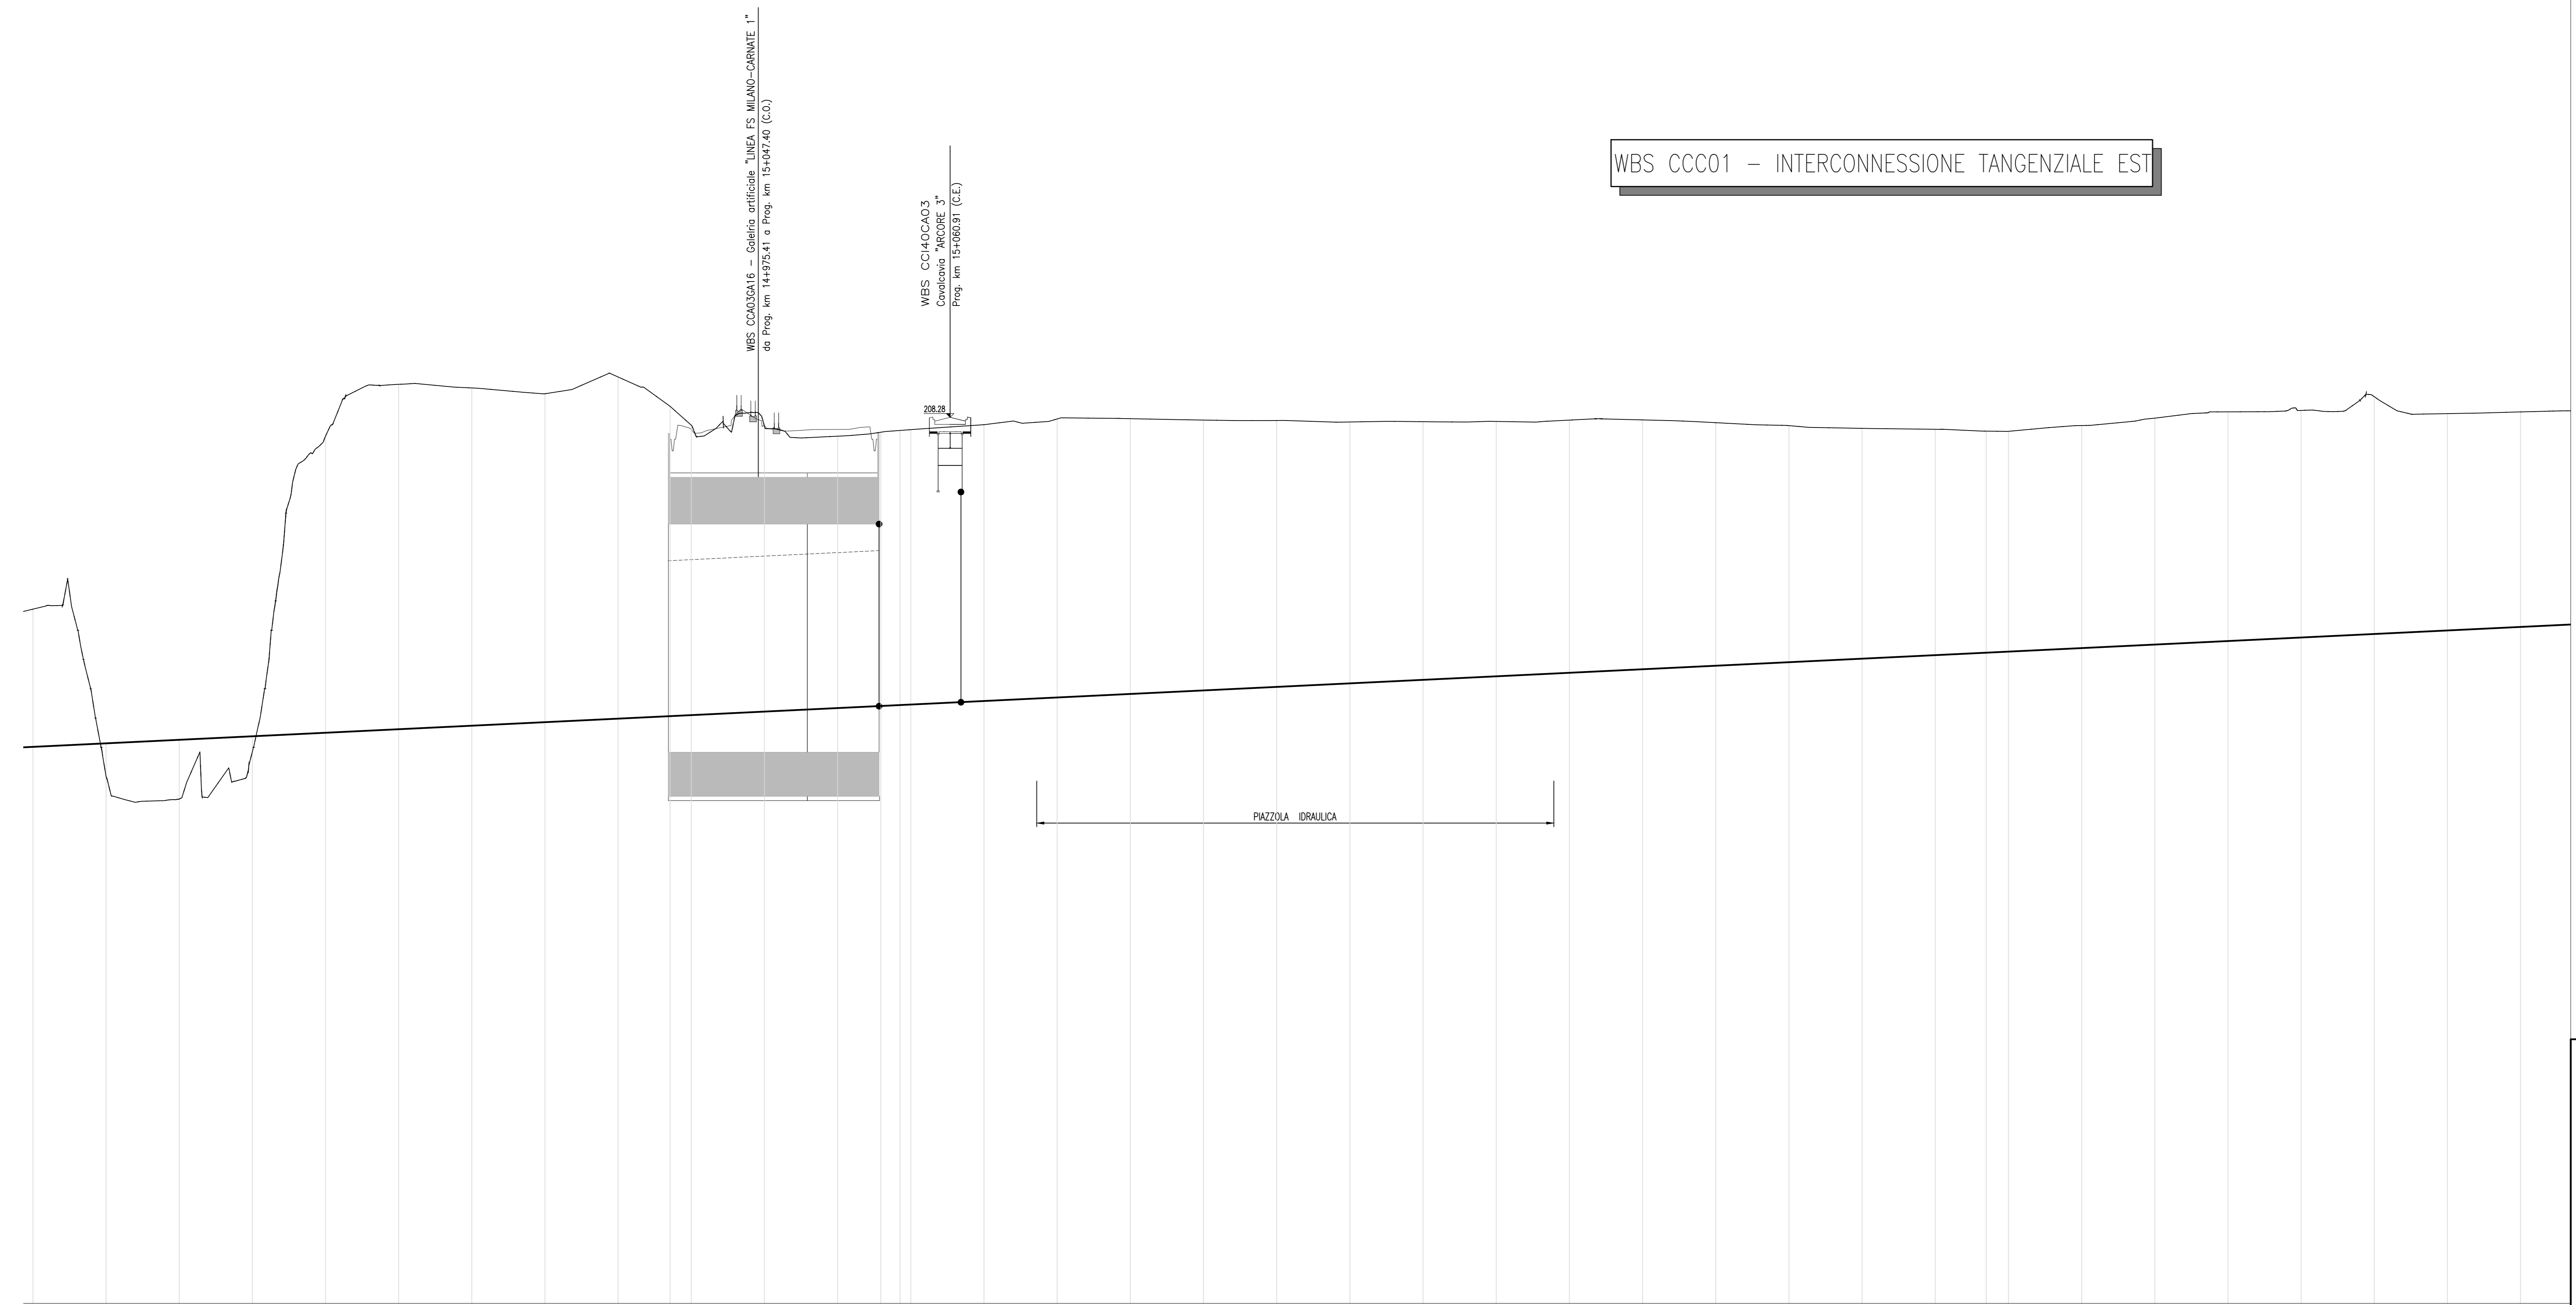 WBS CCA03GA16 - Galelria artificiale "LINEA FS MILANO-CARNATE 1"
da Prog. km 14+975.41 a Prog. km 15+047.40 (C.O.)
WBS CCI40CA03
Cavalcavia "ARCORE 3"
Prog. km 15+060.91 (C.E.)
WBS CCC01 - INTERCONNESSIONE TANGENZIALE EST
208.28
PIAZZOLA IDRAULICA